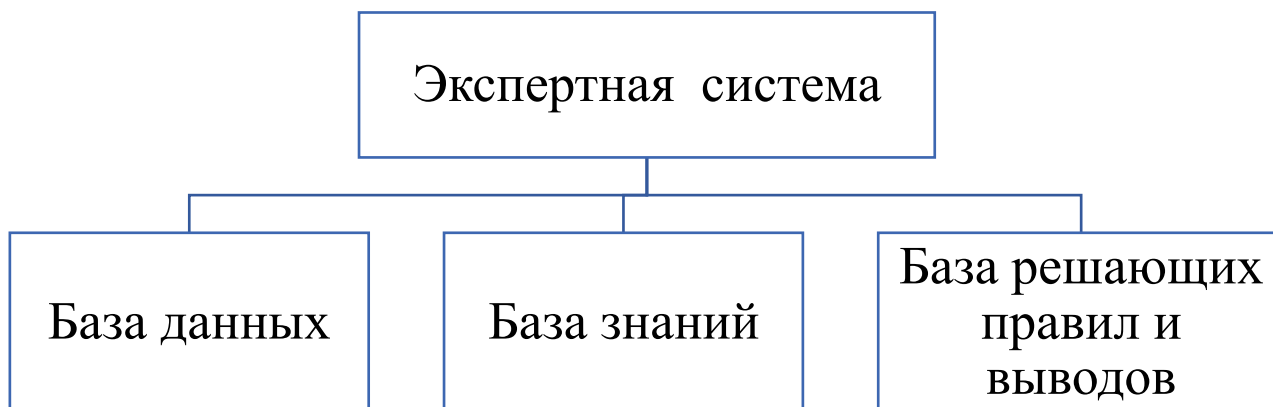 Экспертная система
База данных
База знаний
База решающих
правил и
выводов